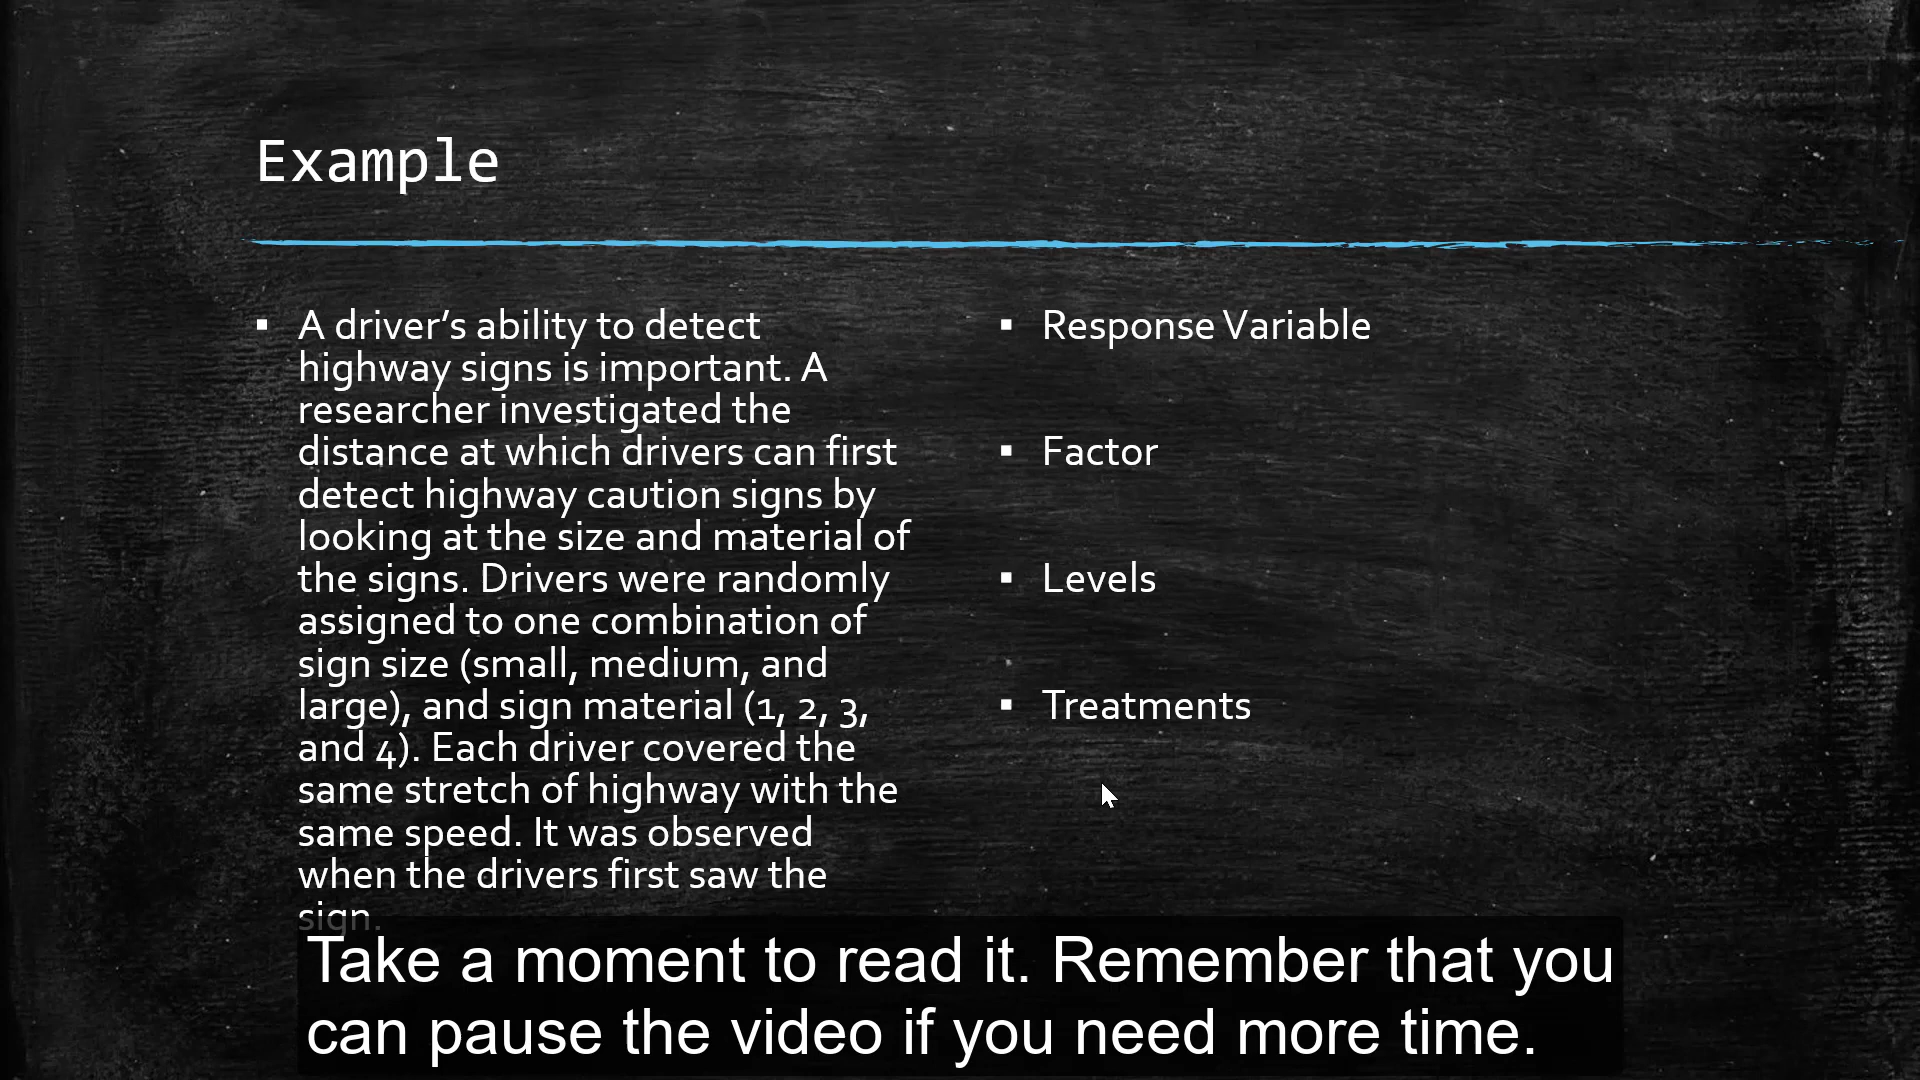 Example
A driver’s ability to detect
highway signs is important. A
researcher investigated the
distance at which drivers can first
detect highway caution signs by
looking at the size and material of
the signs. Drivers were randomly
assigned to one combination of
sign size (small, medium, and
large), and sign material (1, 2, 3,
and 4). Each driver covered the
same stretch of highway with the
same speed. It was observed
when the drivers first saw the
sign.
Response Variable
Factor
Levels
Treatments
Take a moment to read it. Remember that you
can pause the video if you need more time.